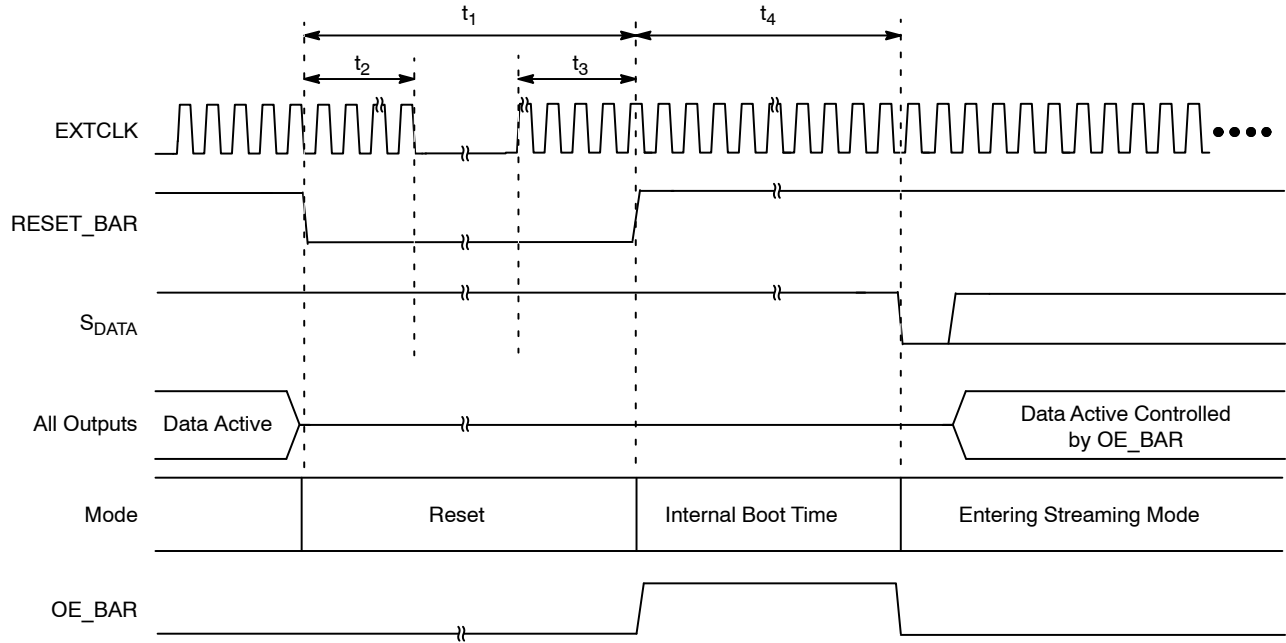 t1
t4
t2
t3
EXTCLK
RESET_BAR
SDATA
All Outputs
Data Active
Data Active Controlled
by OE_BAR
Mode
Reset
Internal Boot Time
Entering Streaming Mode
OE_BAR